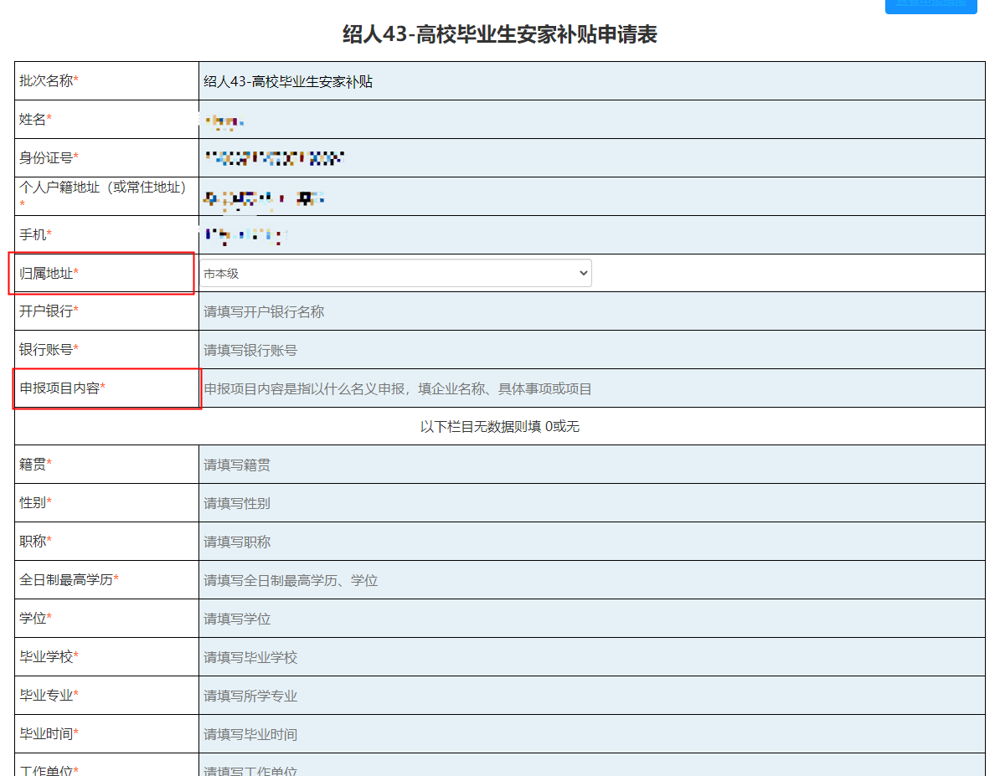 绍人43-高校毕业生安家补贴申请表
批次名称* 绍人43-高校毕业生安家补贴
姓名*
身份证号*
个人户籍地址（或常住地址）
*
手机*
归属地址* 市本级
开户银行* 请填写开户银行名称
银行账号* 请填写银行账号
申报项目内容* 申报项目内容是指以什么名义申报，填企业名称、具体事项或项目
以下栏目无数据则填 0或无
籍贯* 请填写籍贯
性别* 请填写性别
职称* 请填写职称
全日制最高学历* 请填写全日制最高学历、学位
学位* 请填写学位
毕业学校* 请填写毕业学校
毕业专业* 请填写所学专业
毕业时间* 请填写毕业时间
工作单位* 请填写工作单位